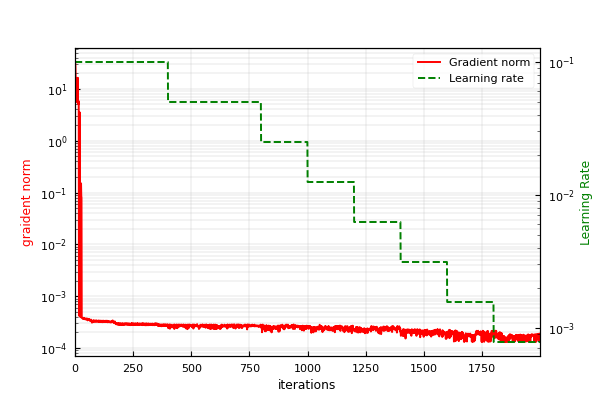 Gradient norm
Learning rate
10¹
10⁰
10⁻¹
10⁻²
10⁻³
10⁻⁴
graident norm
10⁻¹
10⁻²
10⁻³
Learning Rate
0 250 500 750 1000 1250 1500 1750
iterations